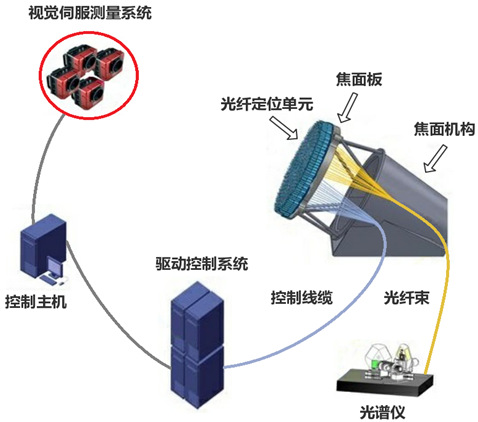 视觉伺服测量系统
焦面板
光纤定位单元
焦面机构
驱动控制系统
控制主机
控制线缆
光纤束
光谱仪